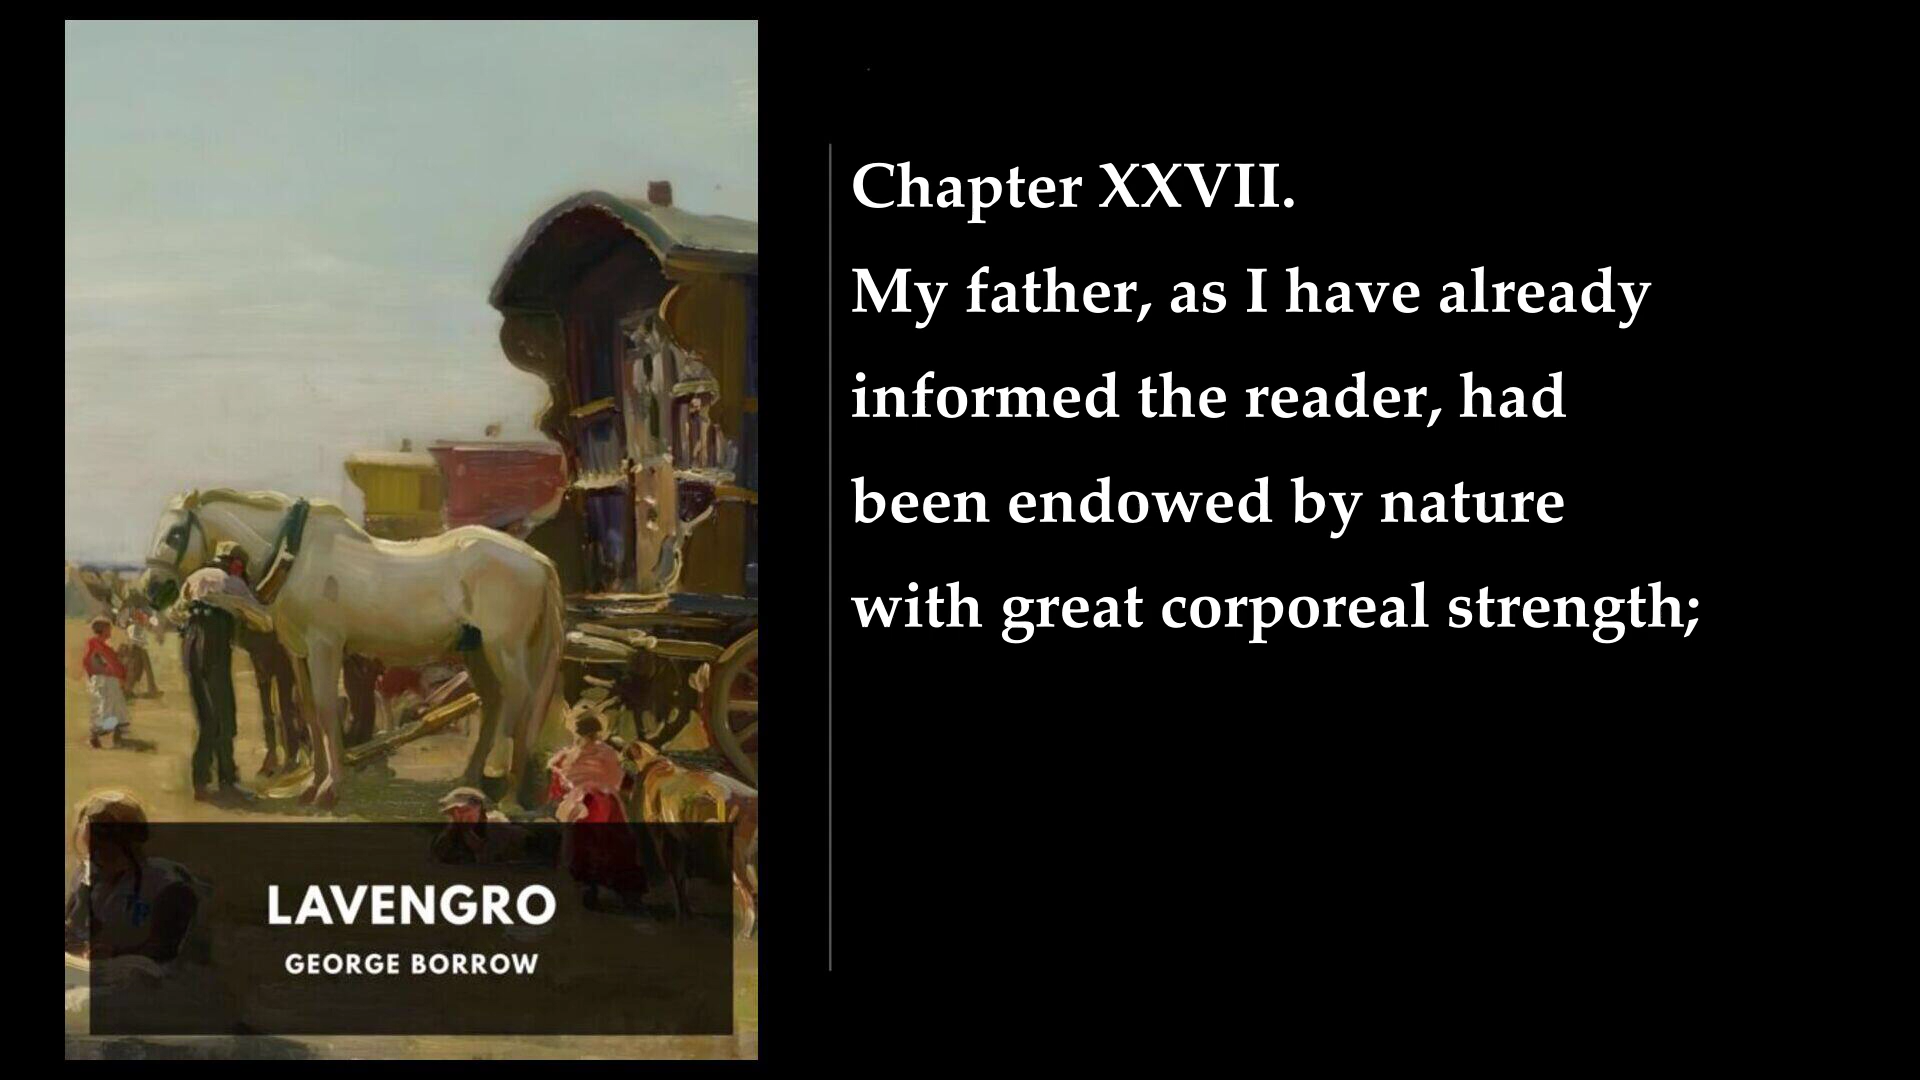 LAVENGRO
GEORGE BORROW
Chapter XXVII.
My father, as I have already
informed the reader, had
been endowed by nature
with great corporeal strength;